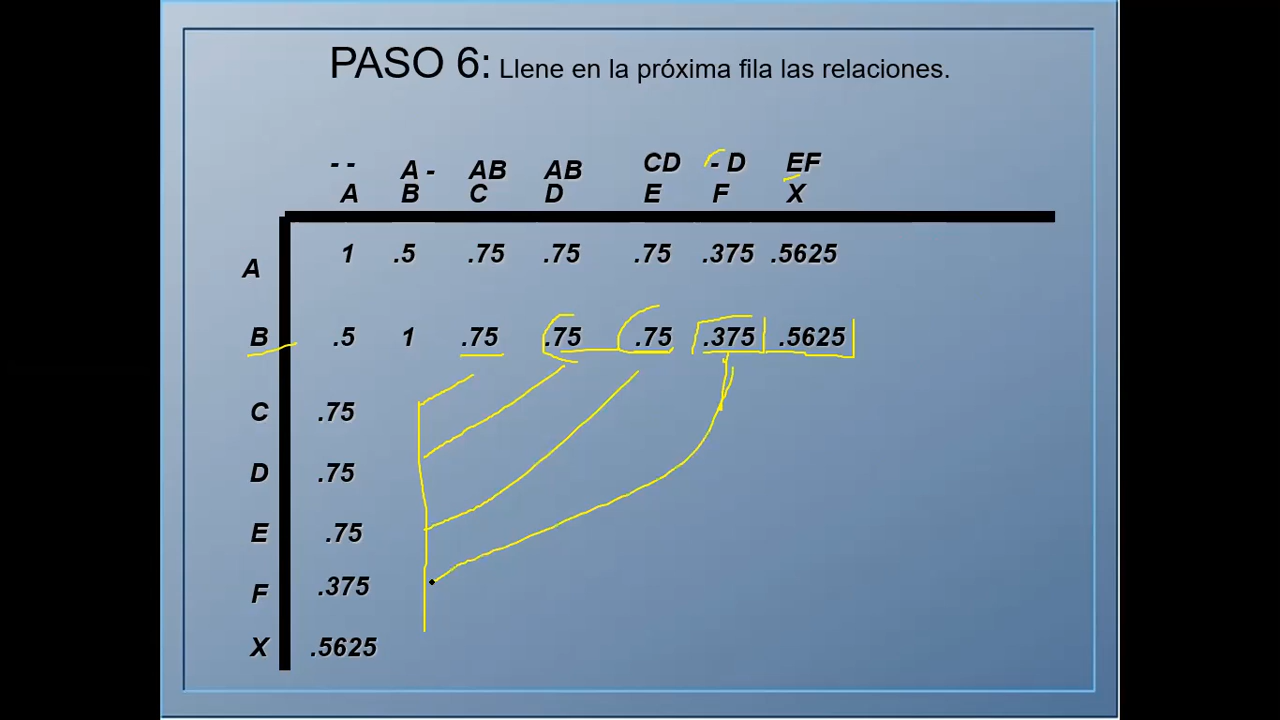 PASO 6: Llene en la próxima fila las relaciones.
- - A - AB AB CD - D EF
A B C D E F X
A 1 .5 .75 .75 .75 .375 .5625
B .5 1 .75 .75 .75 .375 .5625
C .75
D .75
E .75
F .375
X .5625